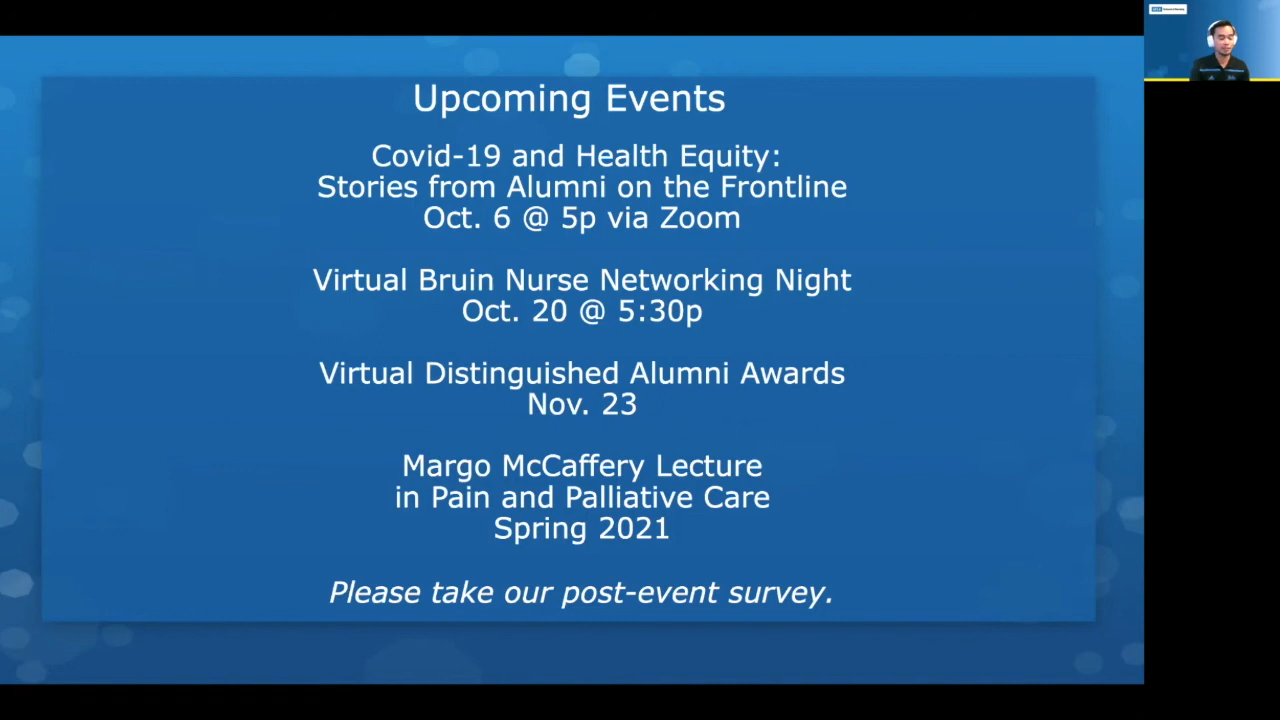 Upcoming Events
Covid-19 and Health Equity:
Stories from Alumni on the Frontline
Oct. 6 @ 5p via Zoom
Virtual Bruin Nurse Networking Night
Oct. 20 @ 5:30p
Virtual Distinguished Alumni Awards
Nov. 23
Margo McCaffery Lecture
in Pain and Palliative Care
Spring 2021
Please take our post-event survey.